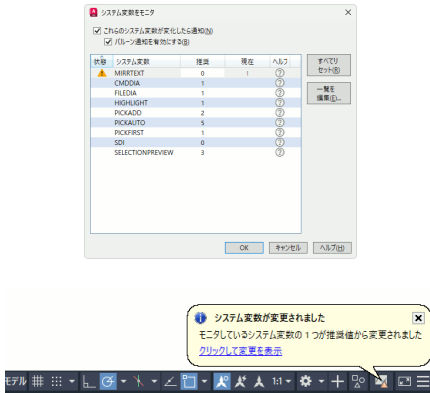 システム変数をモニタ
これらのシステム変数が変化したら通知(N)
バルーン通知を有効にする(B)
状態 システム変数 推奨 現在 ヘルプ
MIRRTEXT 0 1
CMDDIA 1
FILEDIA 1
HIGHLIGHT 1
PICKADD 2
PICKAUTO 5
PICKFIRST 1
SDI 0
SELECTIONPREVIEW 3
すべてリセット(R)
一覧を編集(E)...
OK キャンセル ヘルプ(H)
システム変数が変更されました
モニタしているシステム変数の 1 つが推奨値から変更されました
クリックして変更を表示
モデル 1:1